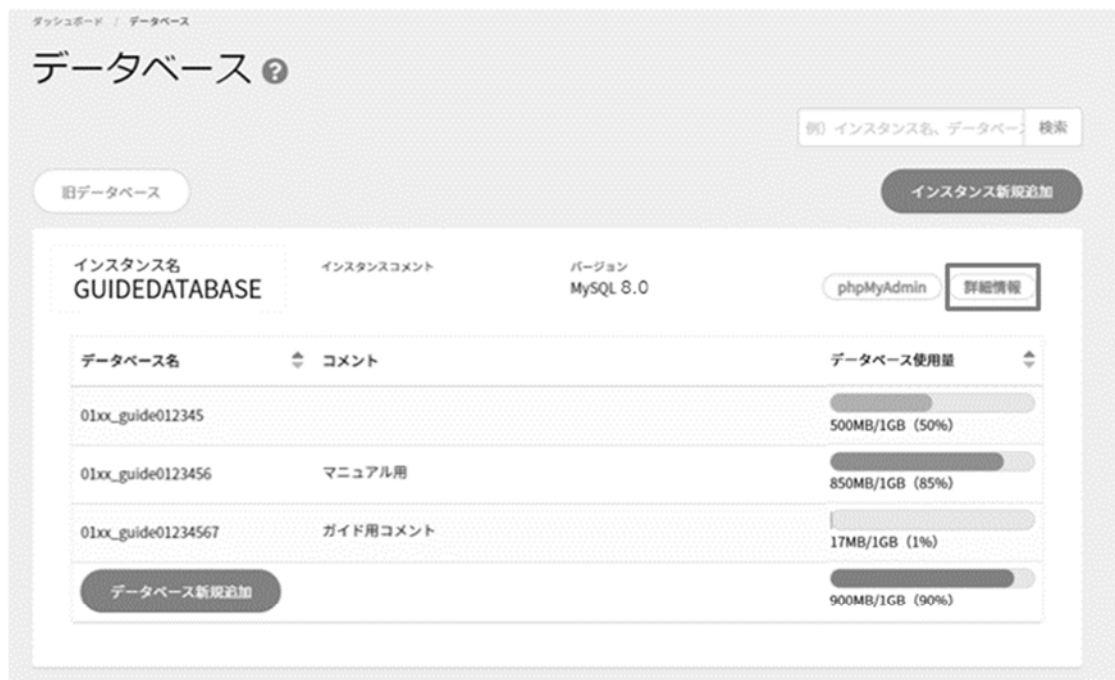 ダッシュボード / データベース
データベース ?
例）インスタンス名、データベース 検索
旧データベース インスタンス新規追加
インスタンス名 インスタンスコメント バージョン
GUIDEDATABASE MySQL 8.0 phpMyAdmin 詳細情報
データベース名 コメント データベース使用量
01xx_guide012345
500MB/1GB（50%）
01xx_guide0123456 マニュアル用
850MB/1GB（85%）
01xx_guide01234567 ガイド用コメント
17MB/1GB（1%）
データベース新規追加
900MB/1GB（90%）